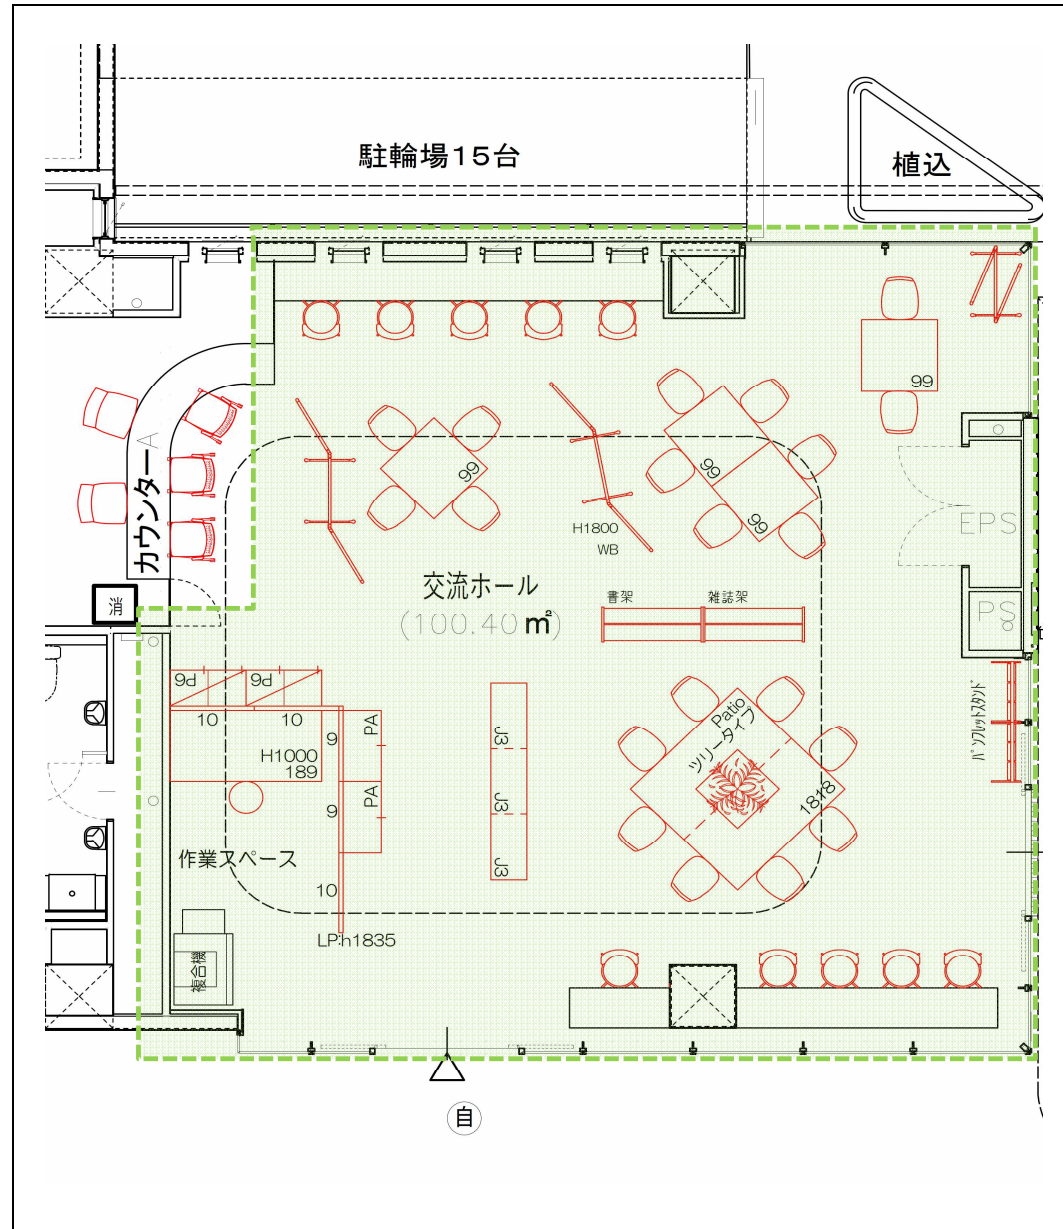 駐輪場15台
植込
99
カウンターA
99
99
99
H1800
WB
EPS
交流ホール
(100.40㎡)
消
書架
雑誌架
PS
P6
P6
10
10
9
PA
H1000
189
J3
Patio
ツリータイプ
パンフレットスタンド
9
PA
J3
1818
作業スペース
10
J3
LP:h1835
複合機
自